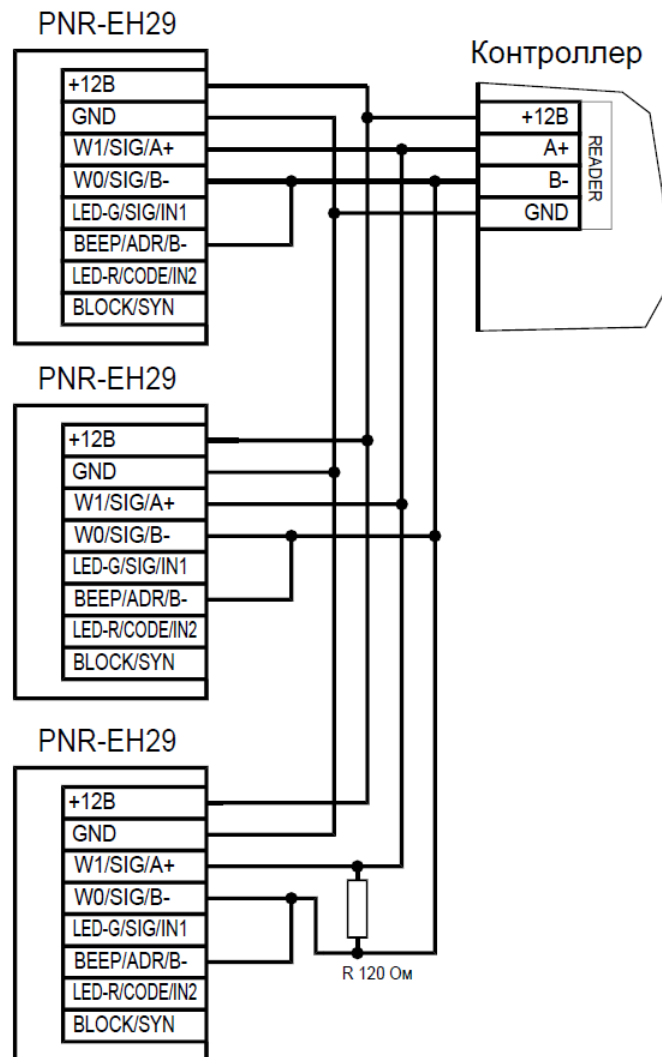 PNR-EH29
+12В
GND
W1/SIG/A+
W0/SIG/B-
LED-G/SIG/IN1
BEEP/ADR/B-
LED-R/CODE/IN2
BLOCK/SYN
Контроллер
+12В
A+
B-
GND
READER
PNR-EH29
+12В
GND
W1/SIG/A+
W0/SIG/B-
LED-G/SIG/IN1
BEEP/ADR/B-
LED-R/CODE/IN2
BLOCK/SYN
PNR-EH29
+12В
GND
W1/SIG/A+
W0/SIG/B-
LED-G/SIG/IN1
BEEP/ADR/B-
LED-R/CODE/IN2
BLOCK/SYN
R 120 Ом